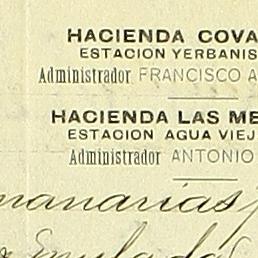 HACIENDA COVA
ESTACION YERBANIS
Administrador FRANCISCO A
HACIENDA LAS ME
ESTACION AGUA VIEJ
Administrador ANTONIO